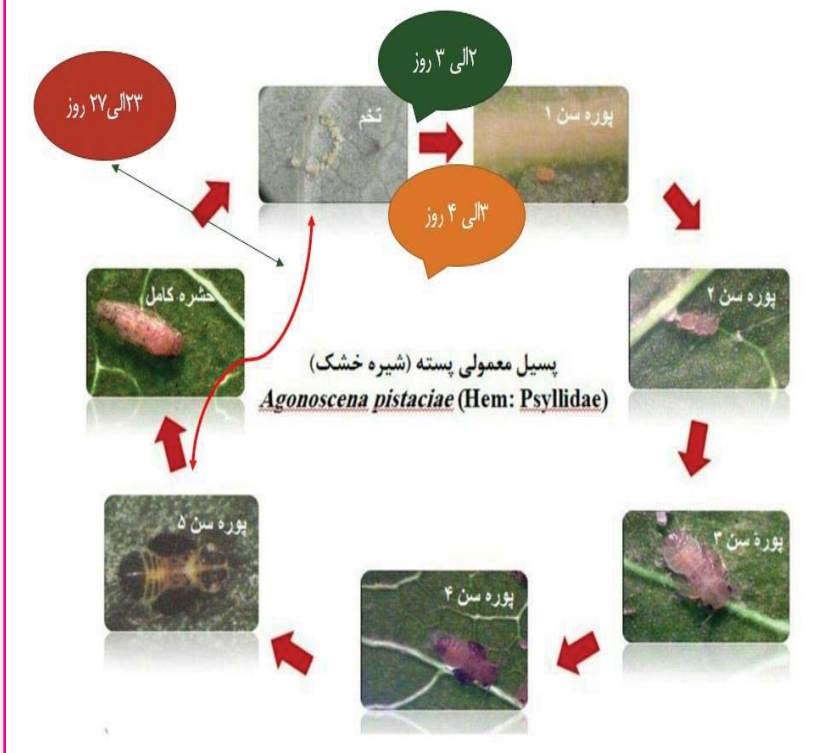 ۲الی ۳ روز
۲۳الی۲۷ روز
تخم
پوره سن ۱
۳الی ۴ روز
پوره سن ۲
حشره کامل
پسیل معمولی پسته (شیره خشک)
Agonoscena pistaciae (Hem: Psyllidae)
پوره سن ۳
پوره سن ۵
پوره سن ۴